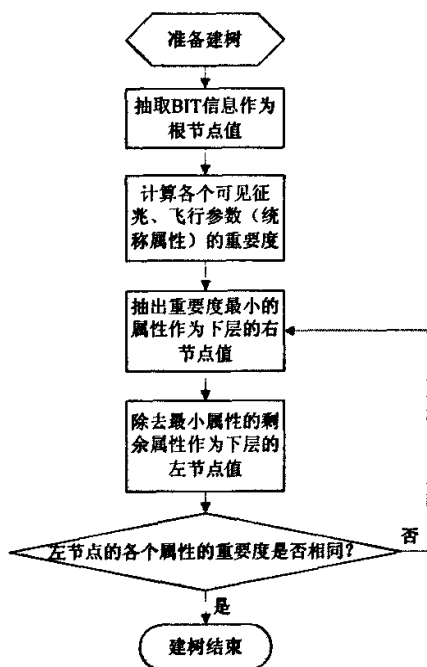 准备建树
抽取BIT信息作为
根节点值
计算各个可见征
兆、飞行参数（统
称属性）的重要度
抽出重要度最小的
属性作为下层的右
节点值
除去最小属性的剩
余属性作为下层的
左节点值
左节点的各个属性的重要度是否相同？
否
是
建树结束